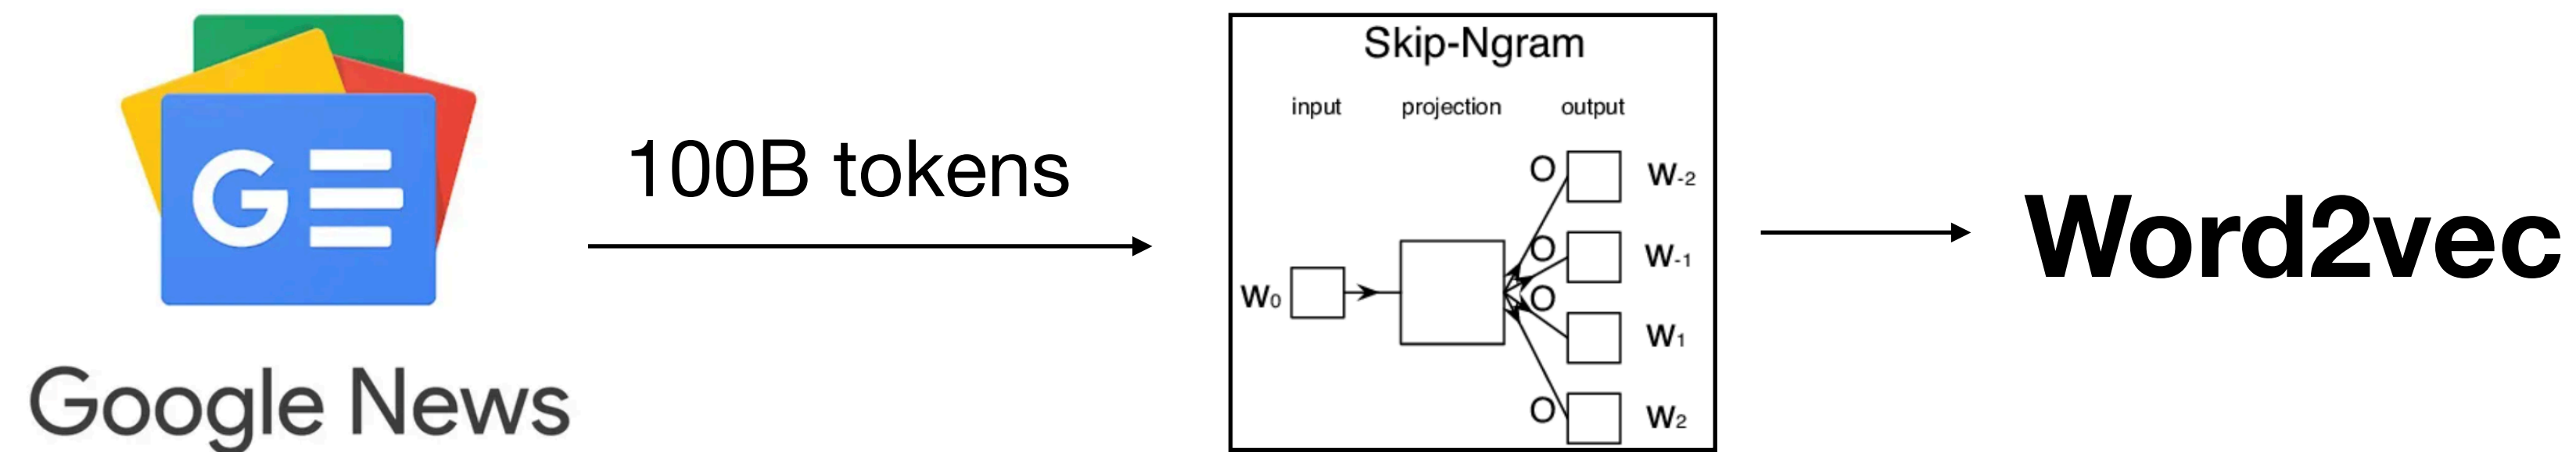 G
Google News
100B tokens
Skip-Ngram
input projection output
O W-2
O W-1
W0
O W1
O W2
Word2vec